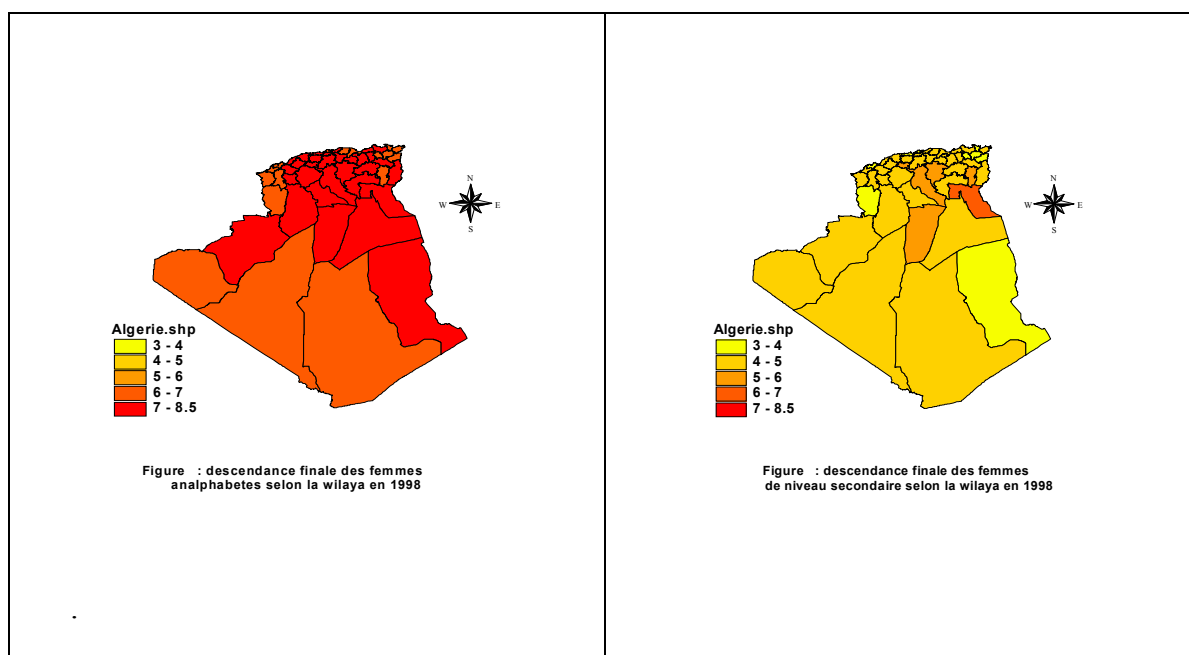 N
W E
S
Algerie.shp
3 - 4
4 - 5
5 - 6
6 - 7
7 - 8.5
Figure : descendance finale des femmes
analphabetes selon la wilaya en 1998
N
W E
S
Algerie.shp
3 - 4
4 - 5
5 - 6
6 - 7
7 - 8.5
Figure : descendance finale des femmes
de niveau secondaire selon la wilaya en 1998